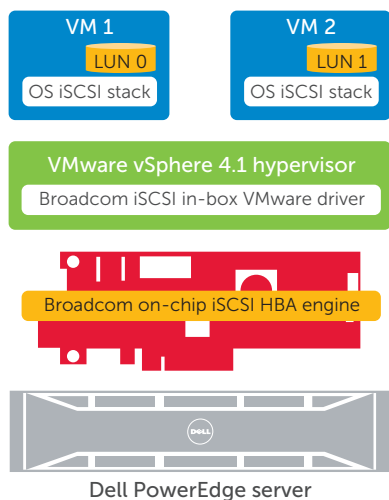 VM 1
LUN 0
OS iSCSI stack
VM 2
LUN 1
OS iSCSI stack
VMware vSphere 4.1 hypervisor
Broadcom iSCSI in-box VMware driver
Broadcom on-chip iSCSI HBA engine
DELL
Dell PowerEdge server